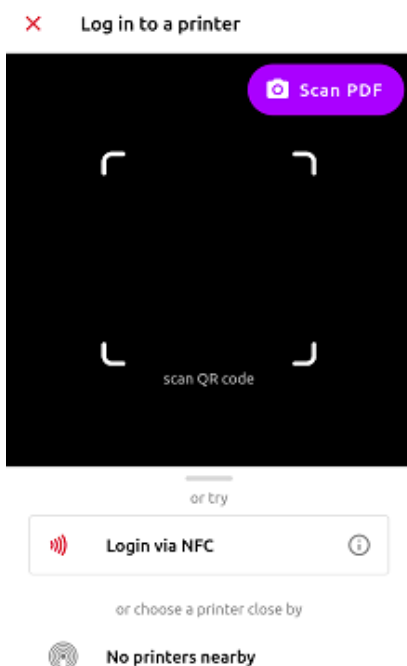 Log in to a printer
Scan PDF
scan QR code
or try
Login via NFC
or choose a printer close by
No printers nearby